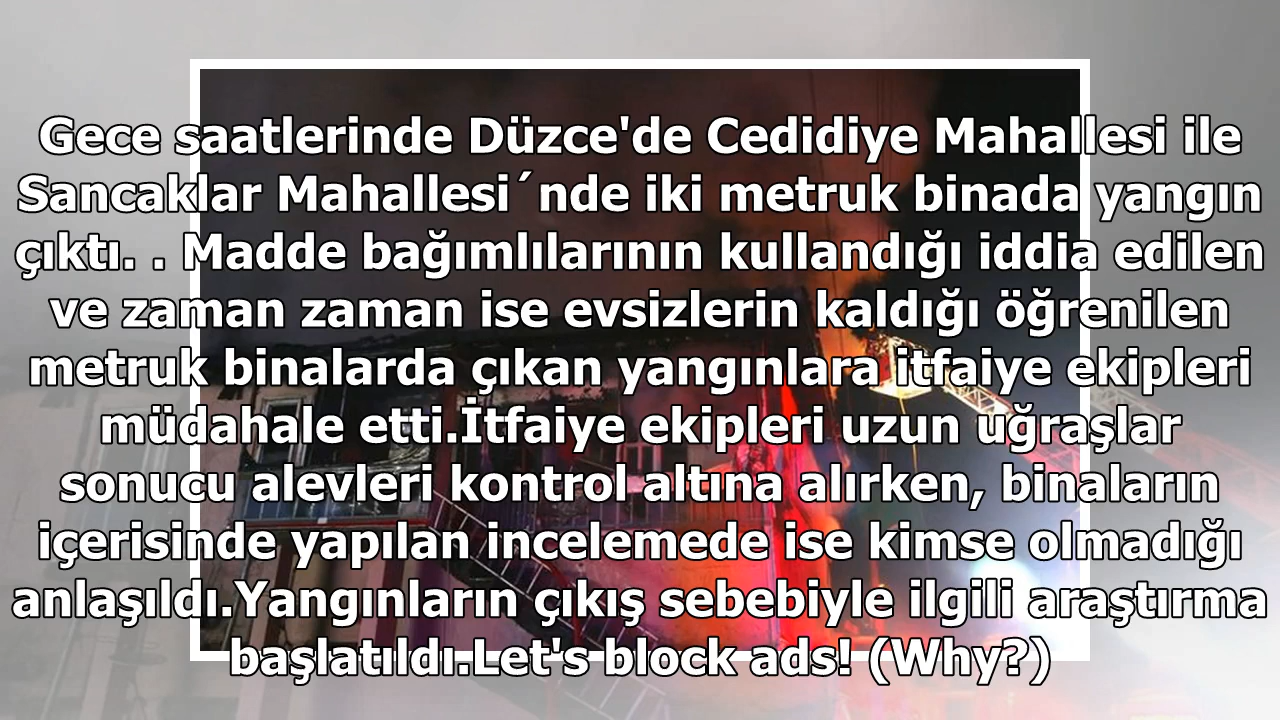 Gece saatlerinde Düzce'de Cedidiye Mahallesi ile
Sancaklar Mahallesi´nde iki metruk binada yangın
çıktı. . Madde bağımlılarının kullandığı iddia edilen
ve zaman zaman ise evsizlerin kaldığı öğrenilen
metruk binalarda çıkan yangınlara itfaiye ekipleri
müdahale etti.İtfaiye ekipleri uzun uğraşlar
sonucu alevleri kontrol altına alırken, binaların
içerisinde yapılan incelemede ise kimse olmadığı
anlaşıldı.Yangınların çıkış sebebiyle ilgili araştırma
başlatıldı.Let's block ads! (Why?)